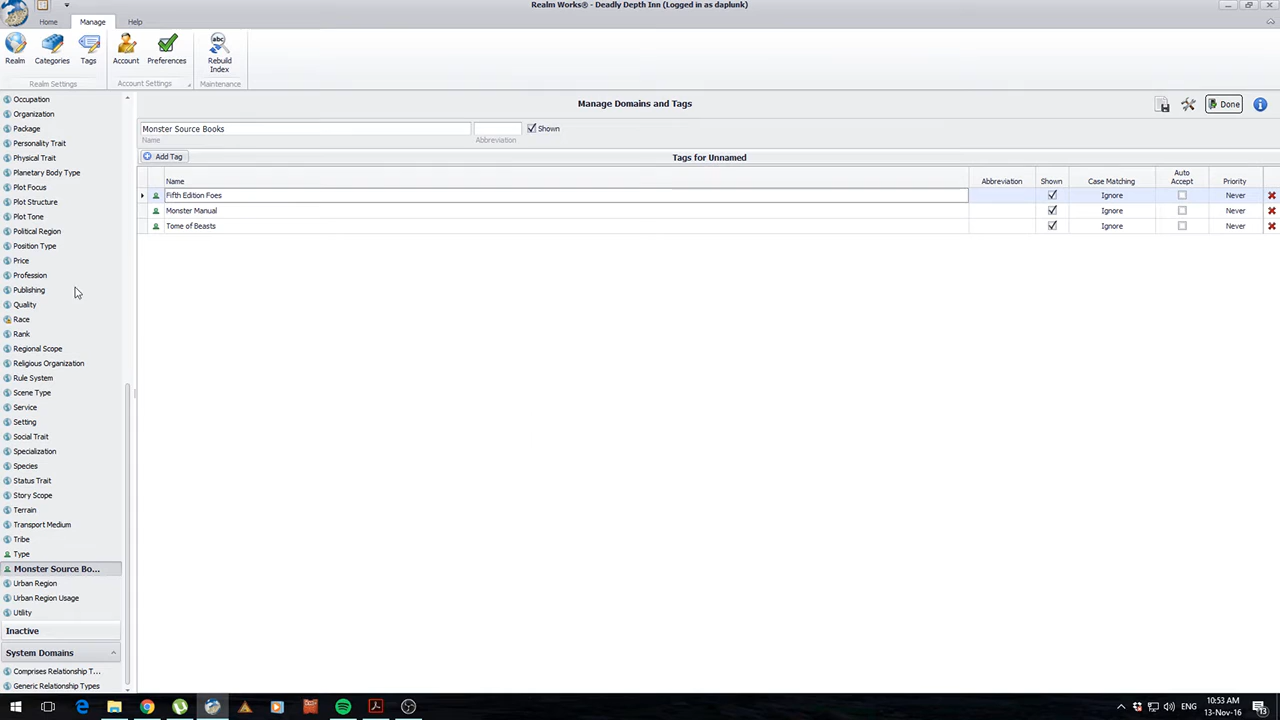 Realm Works® - Deadly Depth Inn (Logged in as daplunk)
Home
Manage
Help
Realm
Categories
Tags
Account
Preferences
abc
Rebuild
Index
Realm Settings
Account Settings
Maintenance
Occupation
Organization
Package
Personality Trait
Physical Trait
Planetary Body Type
Plot Focus
Plot Structure
Plot Tone
Political Region
Position Type
Price
Profession
Publishing
Quality
Race
Rank
Regional Scope
Religious Organization
Rule System
Scene Type
Service
Setting
Social Trait
Specialization
Species
Status Trait
Story Scope
Terrain
Transport Medium
Tribe
Type
Monster Source Bo...
Urban Region
Urban Region Usage
Utility
Inactive
System Domains
Comprises Relationship T...
Generic Relationship Types
Manage Domains and Tags
Done
Monster Source Books
Shown
Name
Abbreviation
Add Tag
Tags for Unnamed
Name
Abbreviation
Shown
Case Matching
Auto
Accept
Priority
Fifth Edition Foes
Ignore
Never
Monster Manual
Ignore
Never
Tome of Beasts
Ignore
Never
ENG
10:53 AM
13-Nov-16